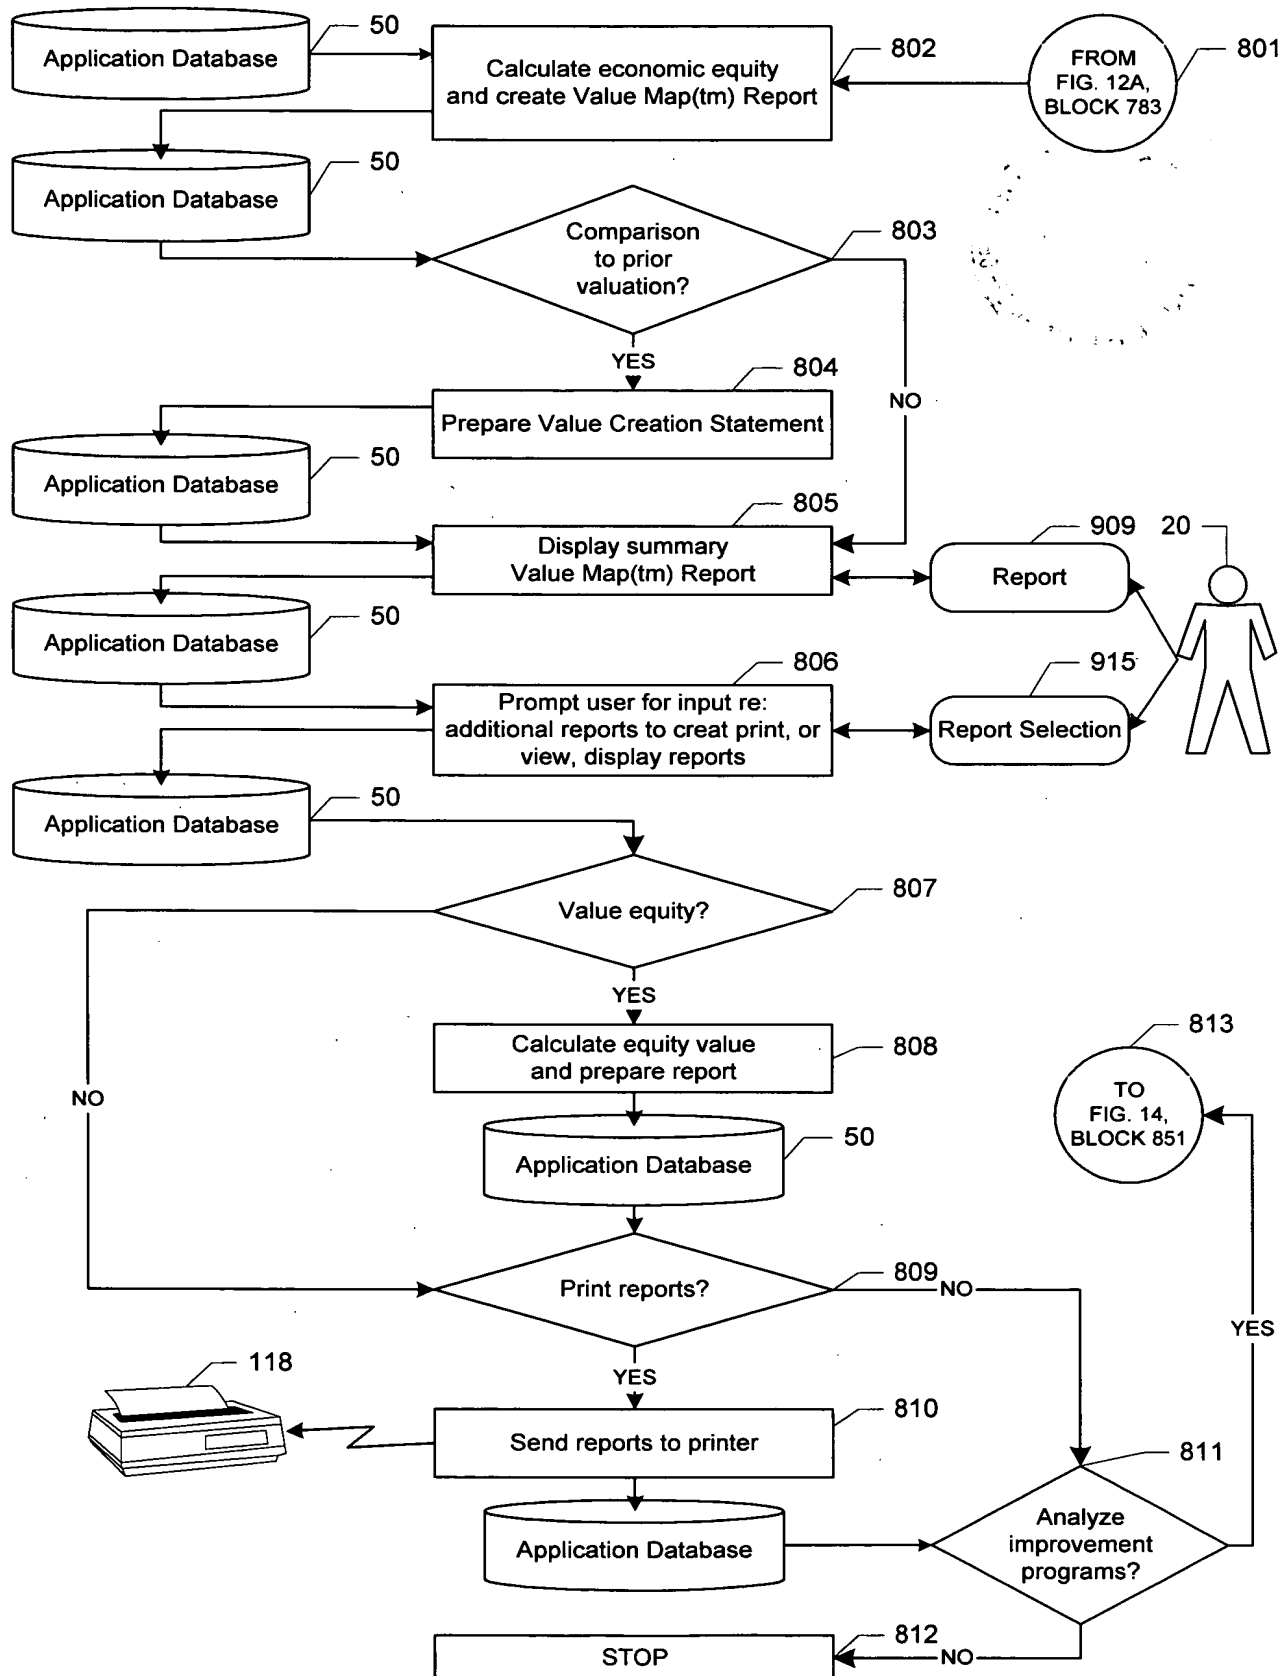 50
Application Database
Calculate economic equity
and create Value Map(tm) Report
802
FROM
FIG. 12A,
BLOCK 783
801
50
Application Database
Comparison
to prior
valuation?
803
YES
NO
804
Prepare Value Creation Statement
50
Application Database
805
Display summary
Value Map(tm) Report
909
Report
20
50
Application Database
806
Prompt user for input re:
additional reports to creat print, or
view, display reports
915
Report Selection
50
Application Database
Value equity?
807
YES
NO
Calculate equity value
and prepare report
808
813
TO
FIG. 14,
BLOCK 851
50
Application Database
Print reports?
809
NO
YES
YES
118
Send reports to printer
810
811
Analyze
improvement
programs?
Application Database
812
STOP
NO